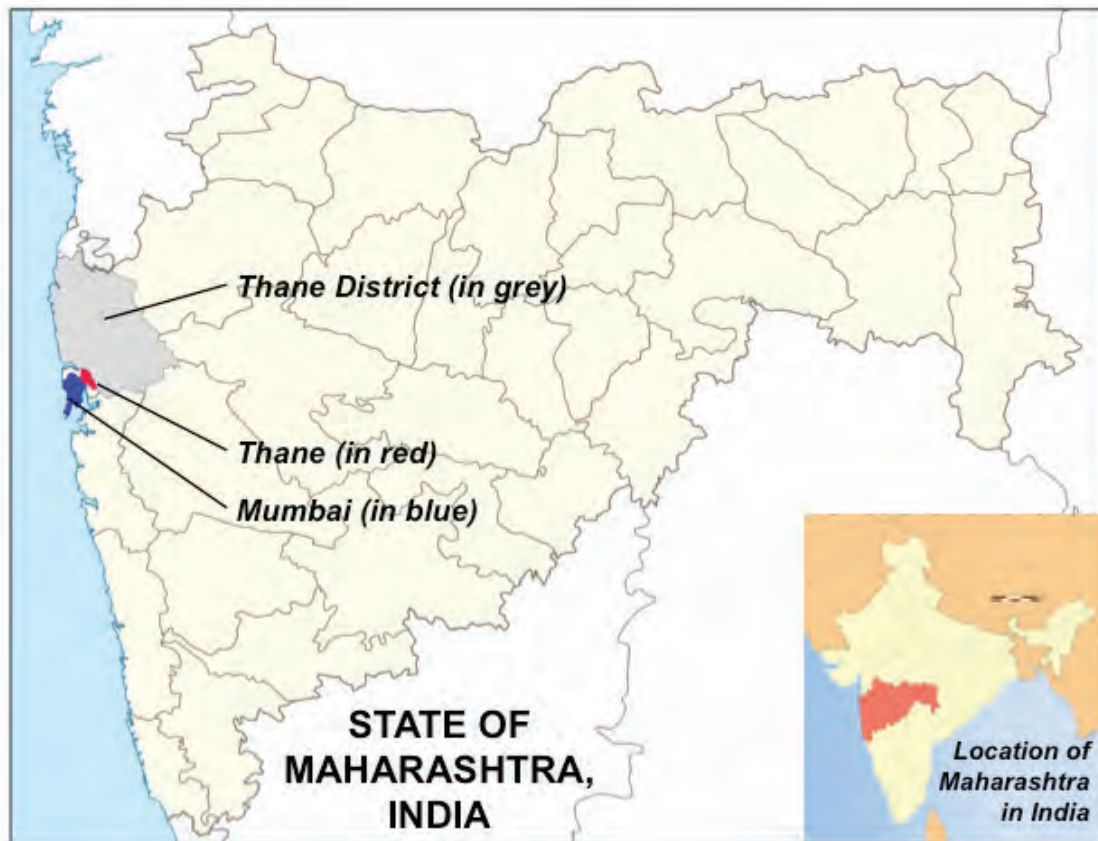 Thane District (in grey)
Thane (in red)
Mumbai (in blue)
STATE OF
MAHARASHTRA,
INDIA
Location of
Maharashtra
in India